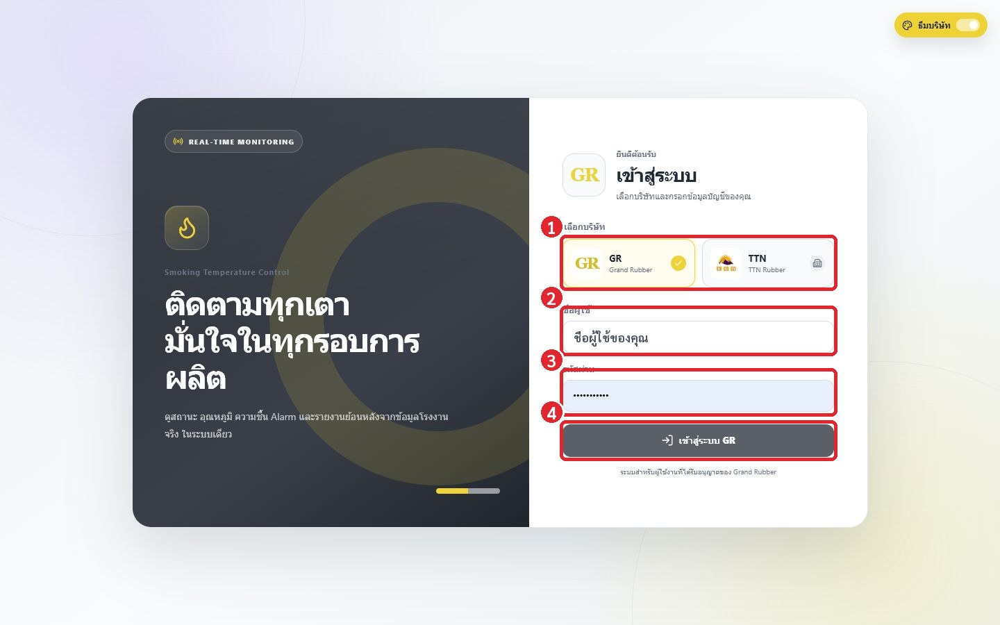 ธีมบริษัท
REAL-TIME MONITORING
Smoking Temperature Control
ติดตามทุกเตา
มั่นใจในทุกรอบการ
ผลิต
ดูสถานะ อุณหภูมิ ความชื้น Alarm และรายงานย้อนหลังจากข้อมูลโรงงาน
จริง ในระบบเดียว
GR
ยินดีต้อนรับ
เข้าสู่ระบบ
เลือกบริษัทและกรอกข้อมูลบัญชีของคุณ
1
เลือกบริษัท
GR
GR
Grand Rubber
TTN
TTN Rubber
2
ชื่อผู้ใช้
ชื่อผู้ใช้ของคุณ
3
รหัสผ่าน
•••••••••••
4
เข้าสู่ระบบ GR
ระบบสำหรับผู้ใช้งานที่ได้รับอนุญาตของ Grand Rubber